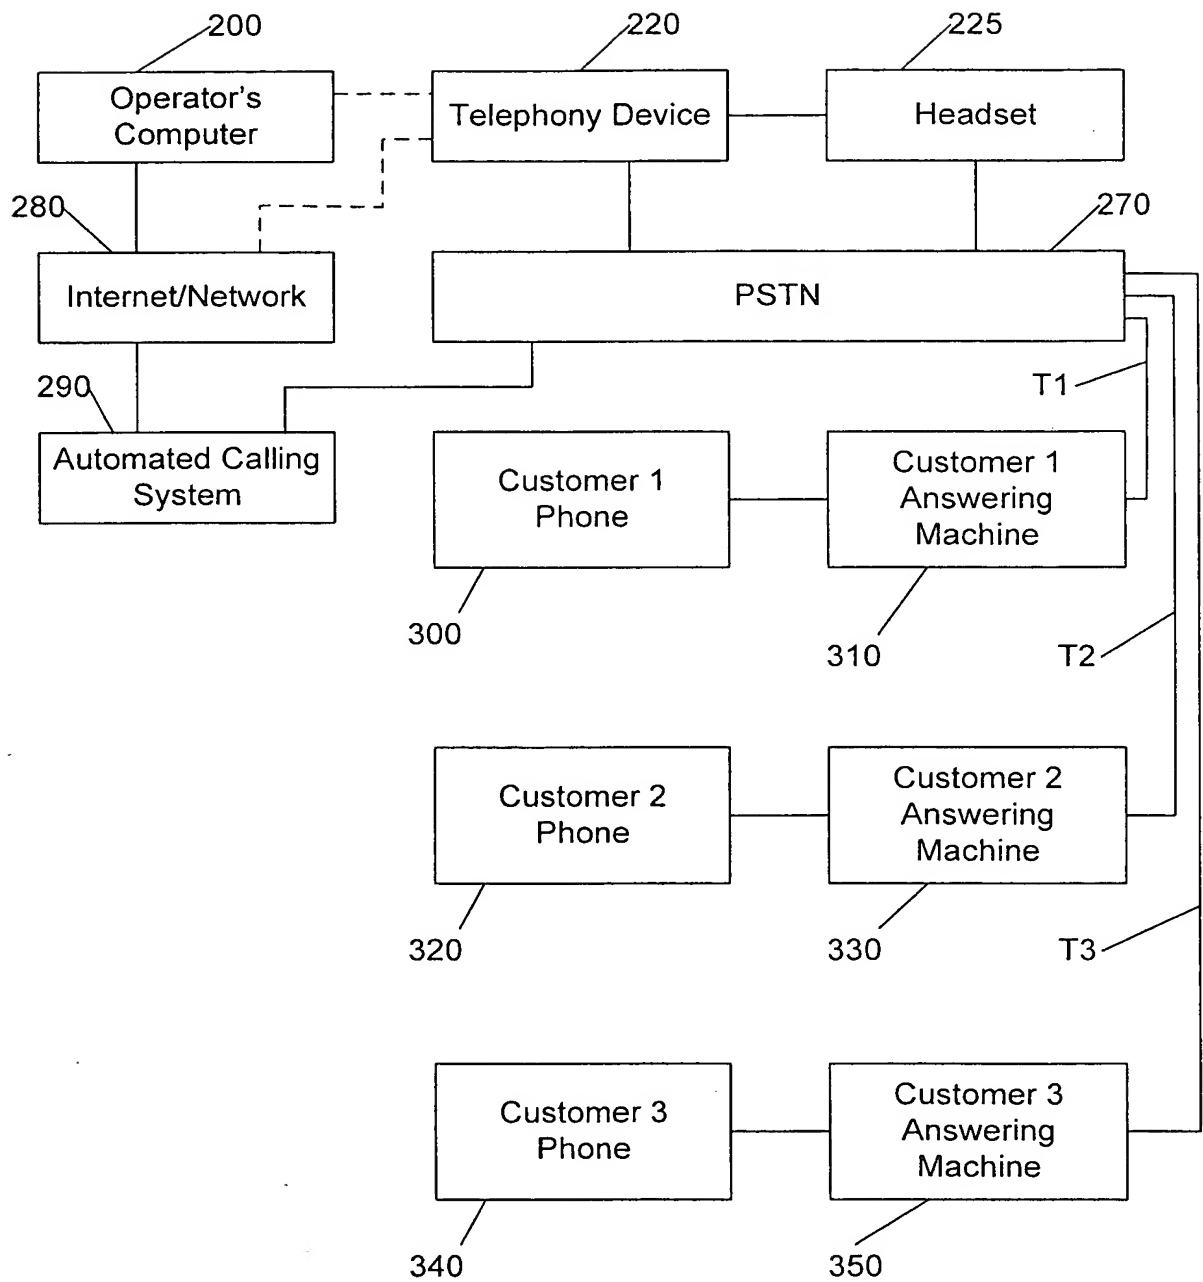 200
220
225
Operator's
Computer
Telephony Device
Headset
280
270
Internet/Network
PSTN
290
T1
Automated Calling
System
Customer 1
Phone
Customer 1
Answering
Machine
300
310
T2
Customer 2
Phone
Customer 2
Answering
Machine
320
330
T3
Customer 3
Phone
Customer 3
Answering
Machine
340
350